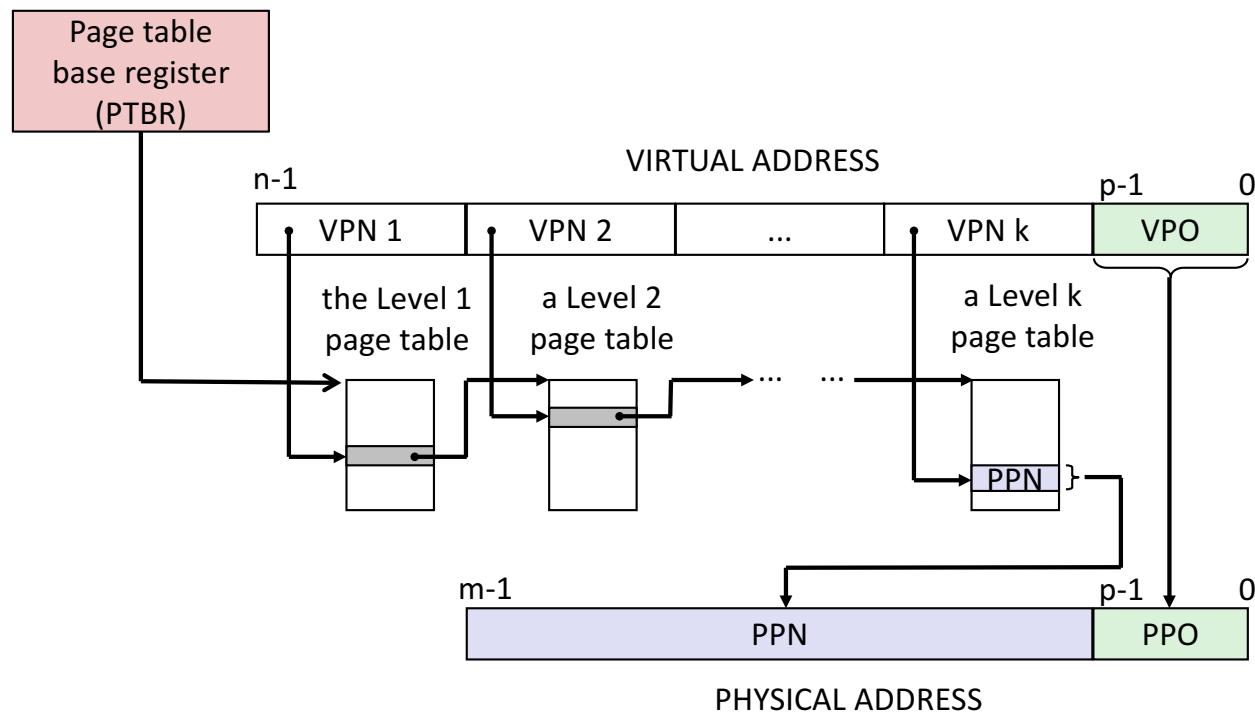 Page table
base register
(PTBR)
VIRTUAL ADDRESS
n-1
p-1
0
VPN 1
VPN 2
...
VPN k
VPO
the Level 1
page table
a Level 2
page table
a Level k
page table
...
...
PPN
m-1
p-1
0
PPN
PPO
PHYSICAL ADDRESS